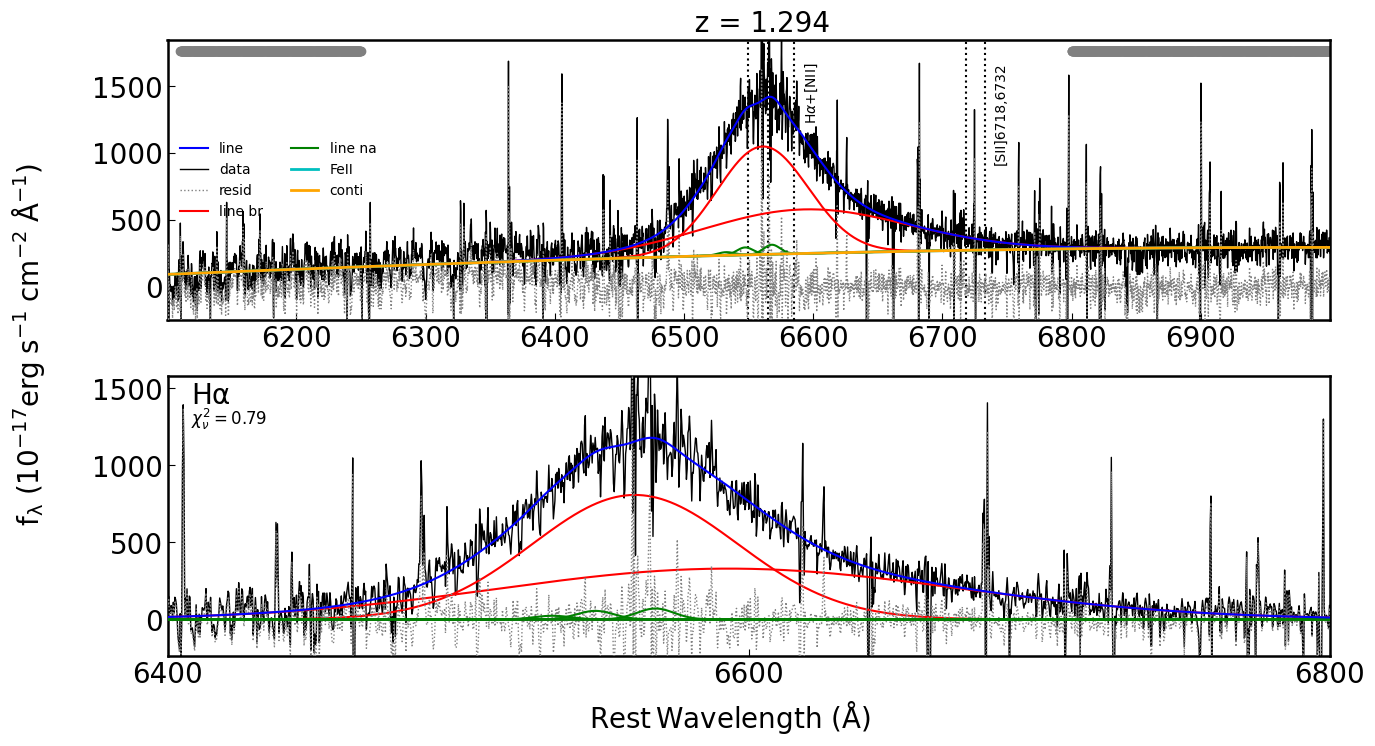 z = 1.294
1500
1000
500
0
line
data
resid
line br
line na
FeII
conti
Hα+[NII]
[SII]6718,6732
6200 6300 6400 6500 6600 6700 6800 6900
fλ (10⁻¹⁷erg s⁻¹ cm⁻² Å⁻¹)
Hα
χ²ᵥ = 0.79
1500
1000
500
0
6400 6600 6800
Rest Wavelength (Å)